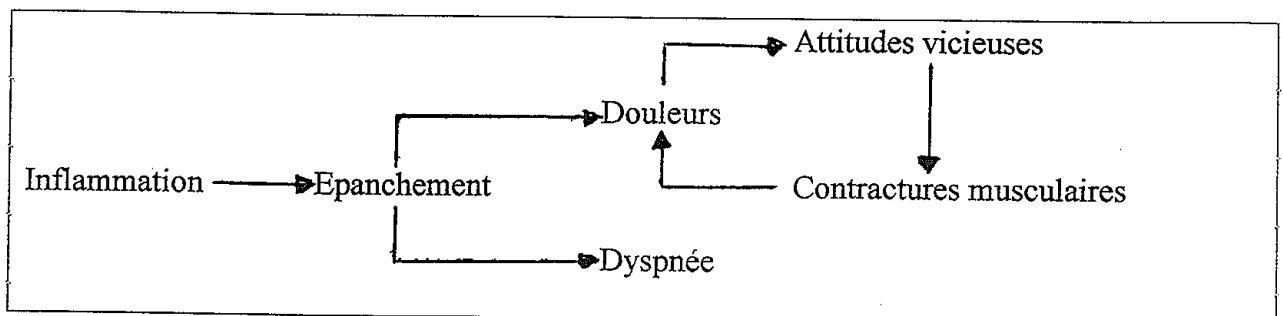 Attitudes vicieuses
Douleurs
Inflammation Epanchement Contractures musculaires
Dyspnée